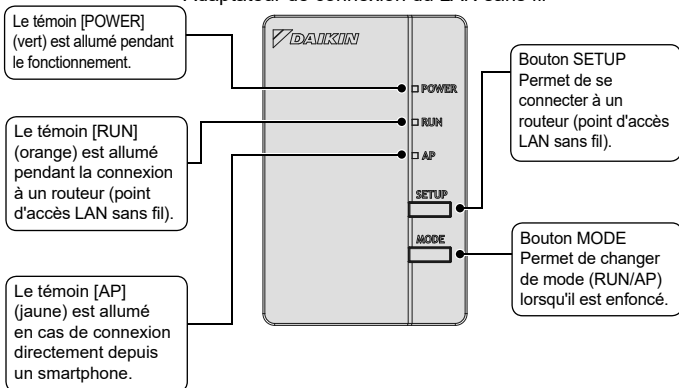 Adaptateur de connexion du LAN sans fil
Le témoin [POWER]
(vert) est allumé pendant
le fonctionnement.
Le témoin [RUN]
(orange) est allumé
pendant la connexion
à un routeur (point
d'accès LAN sans fil).
Le témoin [AP]
(jaune) est allumé
en cas de connexion
directement depuis
un smartphone.
DAIKIN
POWER
RUN
AP
SETUP
MODE
Bouton SETUP
Permet de se
connecter à un
routeur (point d'accès
LAN sans fil).
Bouton MODE
Permet de changer
de mode (RUN/AP)
lorsqu'il est enfoncé.